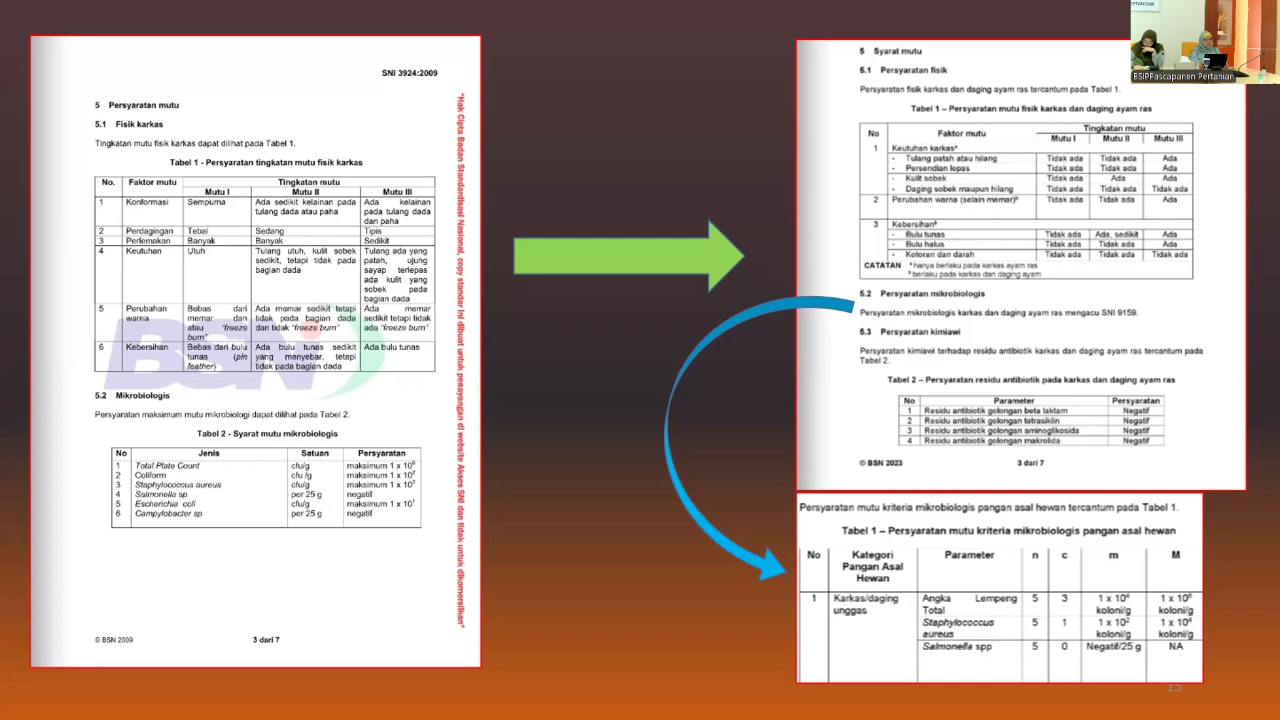 SNI 3924:2009
5 Persyaratan mutu
5.1 Fisik karkas
Tingkatan mutu fisik karkas dapat dilihat pada Tabel 1.
Tabel 1 - Persyaratan tingkatan mutu fisik karkas
No. Faktor mutu Tingkatan mutu
Mutu I Mutu II Mutu III
1 Konformasi Sempurna Ada sedikit kelainan pada tulang dada atau paha Ada kelainan pada tulang dada dan paha
2 Perdagingan Tebal Sedang Tipis
3 Perlemakan Banyak Banyak Sedikit
4 Keutuhan Utuh Tulang utuh, kulit sobek sedikit, tetapi tidak pada bagian dada Tulang ada yang patah, ujung sayap terlepas ada kulit yang sobek pada bagian dada
5 Perubahan warna Bebas dari memar dan atau "freeze burn" Ada memar sedikit tetapi tidak pada bagian dada dan tidak "freeze burn" Ada memar sedikit tetapi tidak ada "freeze burn"
6 Kebersihan Bebas dari bulu tunas (pin feather) Ada bulu tunas sedikit yang menyebar, tetapi tidak pada bagian dada Ada bulu tunas
5.2 Mikrobiologis
Persyaratan maksimum mutu mikrobiologi dapat dilihat pada Tabel 2.
Tabel 2 - Syarat mutu mikrobiologis
No Jenis Satuan Persyaratan
1 Total Plate Count cfu/g maksimum 1 x 10⁶
2 Coliform cfu /g maksimum 1 x 10²
3 Staphylococcus aureus cfu/g maksimum 1 x 10²
4 Salmonella sp per 25 g negatif
5 Escherichia coli cfu/g maksimum 1 x 10¹
6 Campylobacter sp per 25 g negatif
© BSN 2009 3 dari 7
"Hak Cipta Badan Standardisasi Nasional, copy standar ini dibuat untuk penayangan di website Akses SNI dan tidak untuk dikomersilkan"
BSN
5 Syarat mutu
5.1 Persyaratan fisik
Persyaratan fisik karkas dan daging ayam ras tercantum pada Tabel 1.
Tabel 1 – Persyaratan mutu fisik karkas dan daging ayam ras
No Faktor mutu Tingkatan mutu
Mutu I Mutu II Mutu III
1 Keutuhan karkasᵃ
- Tulang patah atau hilang Tidak ada Tidak ada Ada
- Persendian lepas Tidak ada Tidak ada Ada
- Kulit sobek Tidak ada Ada Ada
- Daging sobek maupun hilang Tidak ada Tidak ada Tidak ada
2 Perubahan warna (selain memar)ᵇ Tidak ada Tidak ada Ada
3 Kebersihanᵇ
- Bulu tunas Tidak ada Ada, sedikit Ada
- Bulu halus Tidak ada Tidak ada Ada
- Kotoran dan darah Tidak ada Tidak ada Tidak ada
CATATAN ᵃ hanya berlaku pada karkas ayam ras
ᵇ berlaku pada karkas dan daging ayam
5.2 Persyaratan mikrobiologis
Persyaratan mikrobiologis karkas dan daging ayam ras mengacu SNI 9159.
5.3 Persyaratan kimiawi
Persyaratan kimiawi terhadap residu antibiotik karkas dan daging ayam ras tercantum pada
Tabel 2.
Tabel 2 – Persyaratan residu antibiotik pada karkas dan daging ayam ras
No Parameter Persyaratan
1 Residu antibiotik golongan beta laktam Negatif
2 Residu antibiotik golongan tetrasiklin Negatif
3 Residu antibiotik golongan aminoglikosida Negatif
4 Residu antibiotik golongan makrolida Negatif
© BSN 2023 3 dari 7
Persyaratan mutu kriteria mikrobiologis pangan asal hewan tercantum pada Tabel 1.
Tabel 1 – Persyaratan mutu kriteria mikrobiologis pangan asal hewan
No Kategori Pangan Asal Hewan Parameter n c m M
1 Karkas/daging unggas Angka Lempeng Total 5 3 1 x 10⁴ koloni/g 1 x 10⁶ koloni/g
Staphylococcus aureus 5 1 1 x 10² koloni/g 1 x 10⁴ koloni/g
Salmonella spp 5 0 Negatif/25 g NA
15
BSIPPascapanen Pertanian